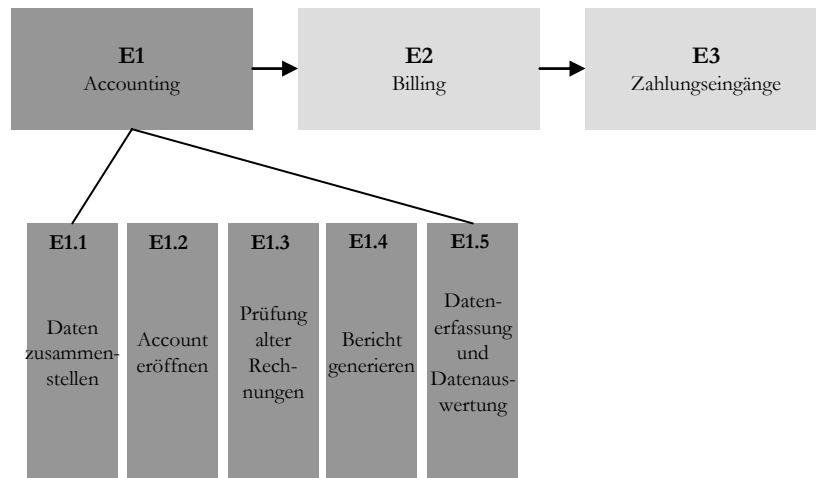 E1
Accounting
E2
Billing
E3
Zahlungseingänge
E1.1
Daten
zusammen-
stellen
E1.2
Account
eröffnen
E1.3
Prüfung
alter
Rech-
nungen
E1.4
Bericht
generieren
E1.5
Daten-
erfassung
und
Datenaus-
wertung